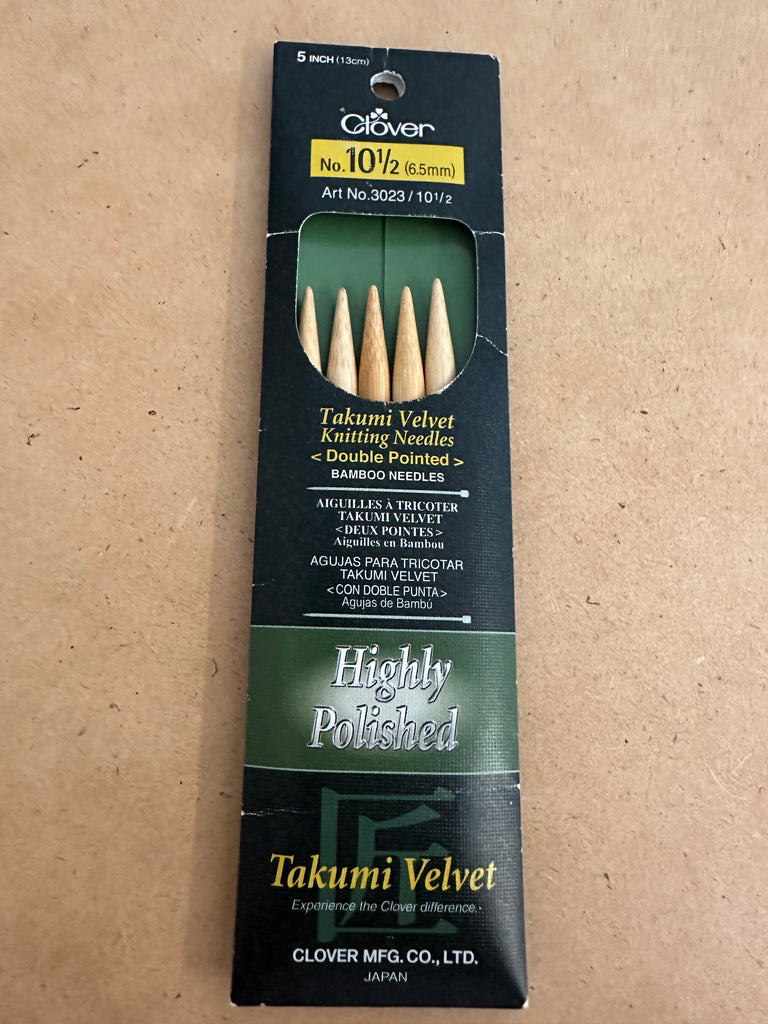 5 INCH (13cm)
Clover
No. 10½ (6.5mm)
Art No.3023 / 10½
Takumi Velvet
Knitting Needles
< Double Pointed >
BAMBOO NEEDLES
AIGUILLES À TRICOTER
TAKUMI VELVET
<DEUX POINTES>
Aiguilles en Bambou
AGUJAS PARA TRICOTAR
TAKUMI VELVET
<CON DOBLE PUNTA>
Agujas de Bambú
Highly
Polished
匠
Takumi Velvet
Experience the Clover difference.
CLOVER MFG. CO., LTD.
JAPAN